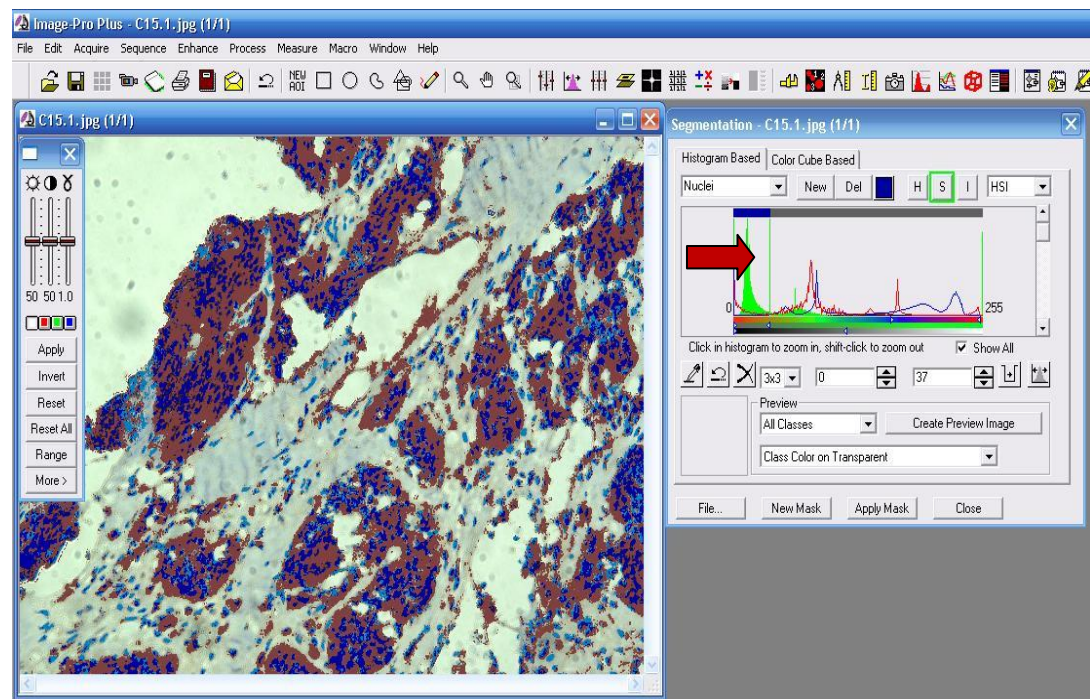 Image-Pro Plus - C15.1.jpg (1/1)
File Edit Acquire Sequence Enhance Process Measure Macro Window Help
NEW AOI
C15.1.jpg (1/1)
50 50 1.0
Apply
Invert
Reset
Reset All
Range
More >
Segmentation - C15.1.jpg (1/1)
Histogram Based Color Cube Based
Nuclei New Del H S I HSI
0 255
Click in histogram to zoom in, shift-click to zoom out Show All
3x3 0 37
Preview
All Classes Create Preview Image
Class Color on Transparent
File... New Mask Apply Mask Close